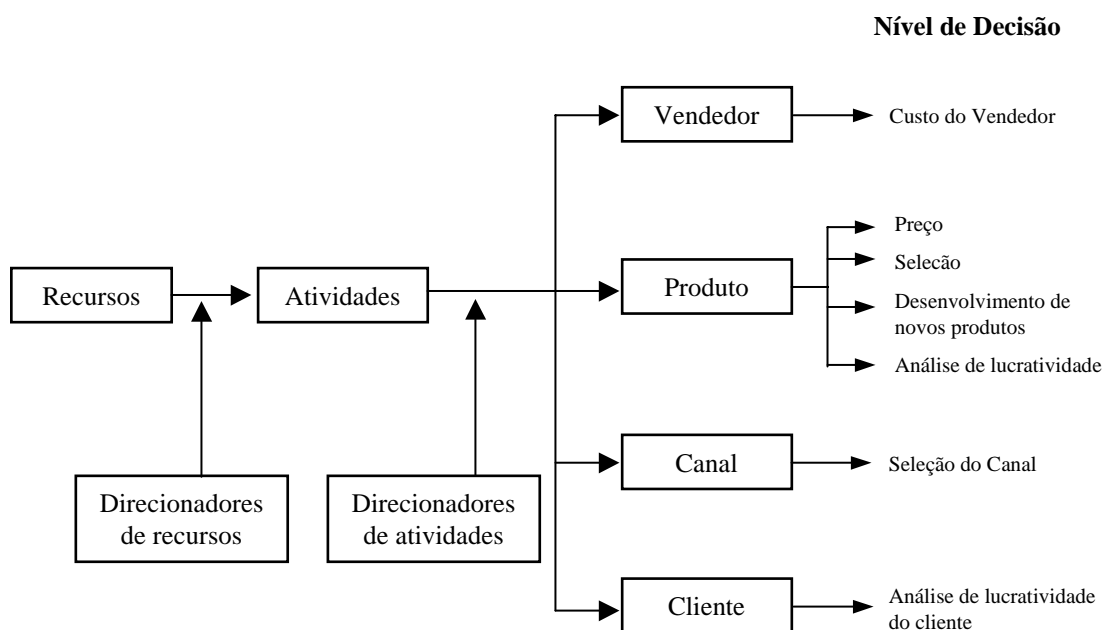 Nível de Decisão
Vendedor
Custo do Vendedor
Preço
Selecão
Recursos
Atividades
Produto
Desenvolvimento de
novos produtos
Análise de lucratividade
Canal
Seleção do Canal
Direcionadores
de recursos
Direcionadores
de atividades
Cliente
Análise de lucratividade
do cliente